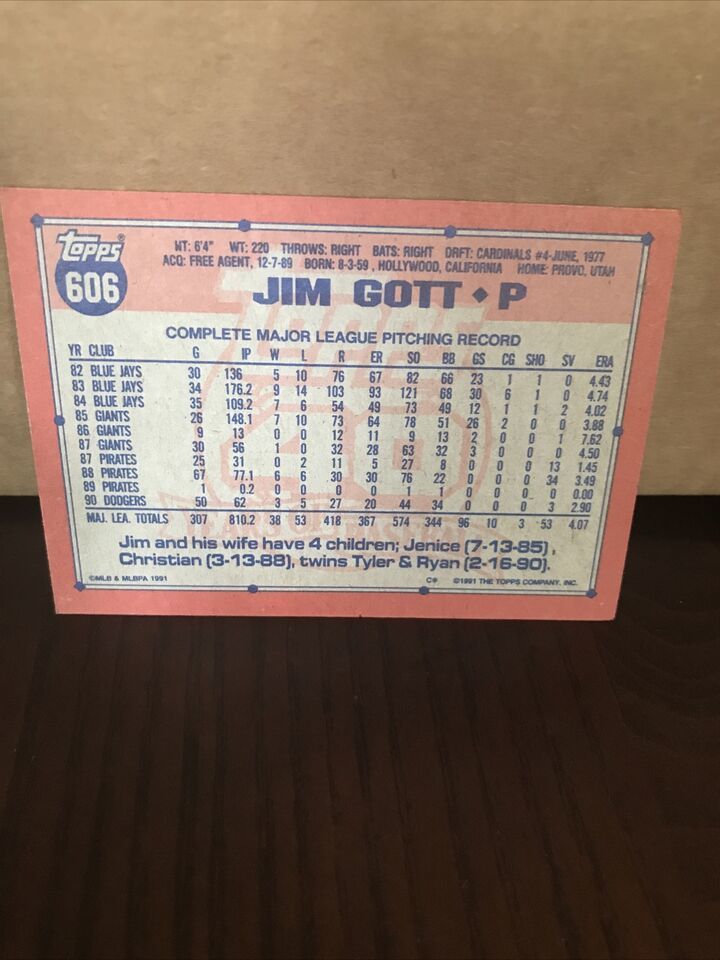 Topps®
606
HT: 6'4" WT: 220 THROWS: RIGHT BATS: RIGHT DRFT: CARDINALS #4-JUNE, 1977
ACQ: FREE AGENT, 12-7-89 BORN: 8-3-59, HOLLYWOOD, CALIFORNIA HOME: PROVO, UTAH
JIM GOTT ◆ P
COMPLETE MAJOR LEAGUE PITCHING RECORD
YR CLUB G IP W L R ER SO BB GS CG SHO SV ERA
82 BLUE JAYS 30 136 5 10 76 67 82 66 23 1 1 0 4.43
83 BLUE JAYS 34 176.2 9 14 103 93 121 68 30 6 1 0 4.74
84 BLUE JAYS 35 109.2 7 6 54 49 73 49 12 1 1 2 4.02
85 GIANTS 26 148.1 7 10 73 64 78 51 26 2 0 0 3.88
86 GIANTS 9 13 0 0 12 11 9 13 2 0 0 1 7.62
87 GIANTS 30 56 1 0 32 28 63 32 3 0 0 0 4.50
87 PIRATES 25 31 0 2 11 5 27 8 0 0 0 13 1.45
88 PIRATES 67 77.1 6 6 30 30 76 22 0 0 0 34 3.49
89 PIRATES 1 0.2 0 0 0 0 1 1 0 0 0 0 0.00
90 DODGERS 50 62 3 5 27 20 44 34 0 0 0 3 2.90
MAJ. LEA. TOTALS 307 810.2 38 53 418 367 574 344 96 10 3 53 4.07
Jim and his wife have 4 children; Jenice (7-13-85),
Christian (3-13-88), twins Tyler & Ryan (2-16-90).
©MLB & MLBPA 1991 C* ©1991 THE TOPPS COMPANY, INC.